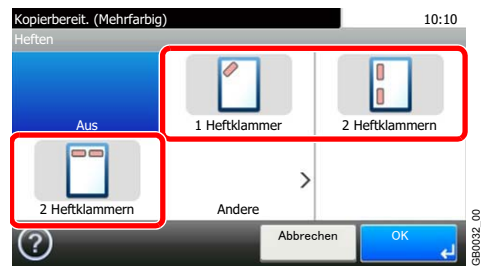 Kopierbereit. (Mehrfarbig) 10:10
Heften
Aus
1 Heftklammer
2 Heftklammern
2 Heftklammern
Andere
?
Abbrechen
OK
GB0032_00